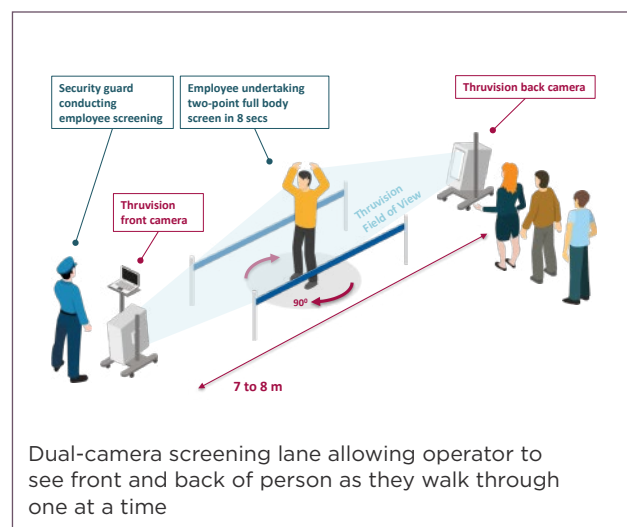 Security guard
conducting
employee screening
Employee undertaking
two-point full body
screen in 8 secs
Thruvision back camera
Thruvision
front camera
Thruvision
Field of View
90⁰
7 to 8 m
Dual-camera screening lane allowing operator to
see front and back of person as they walk through
one at a time